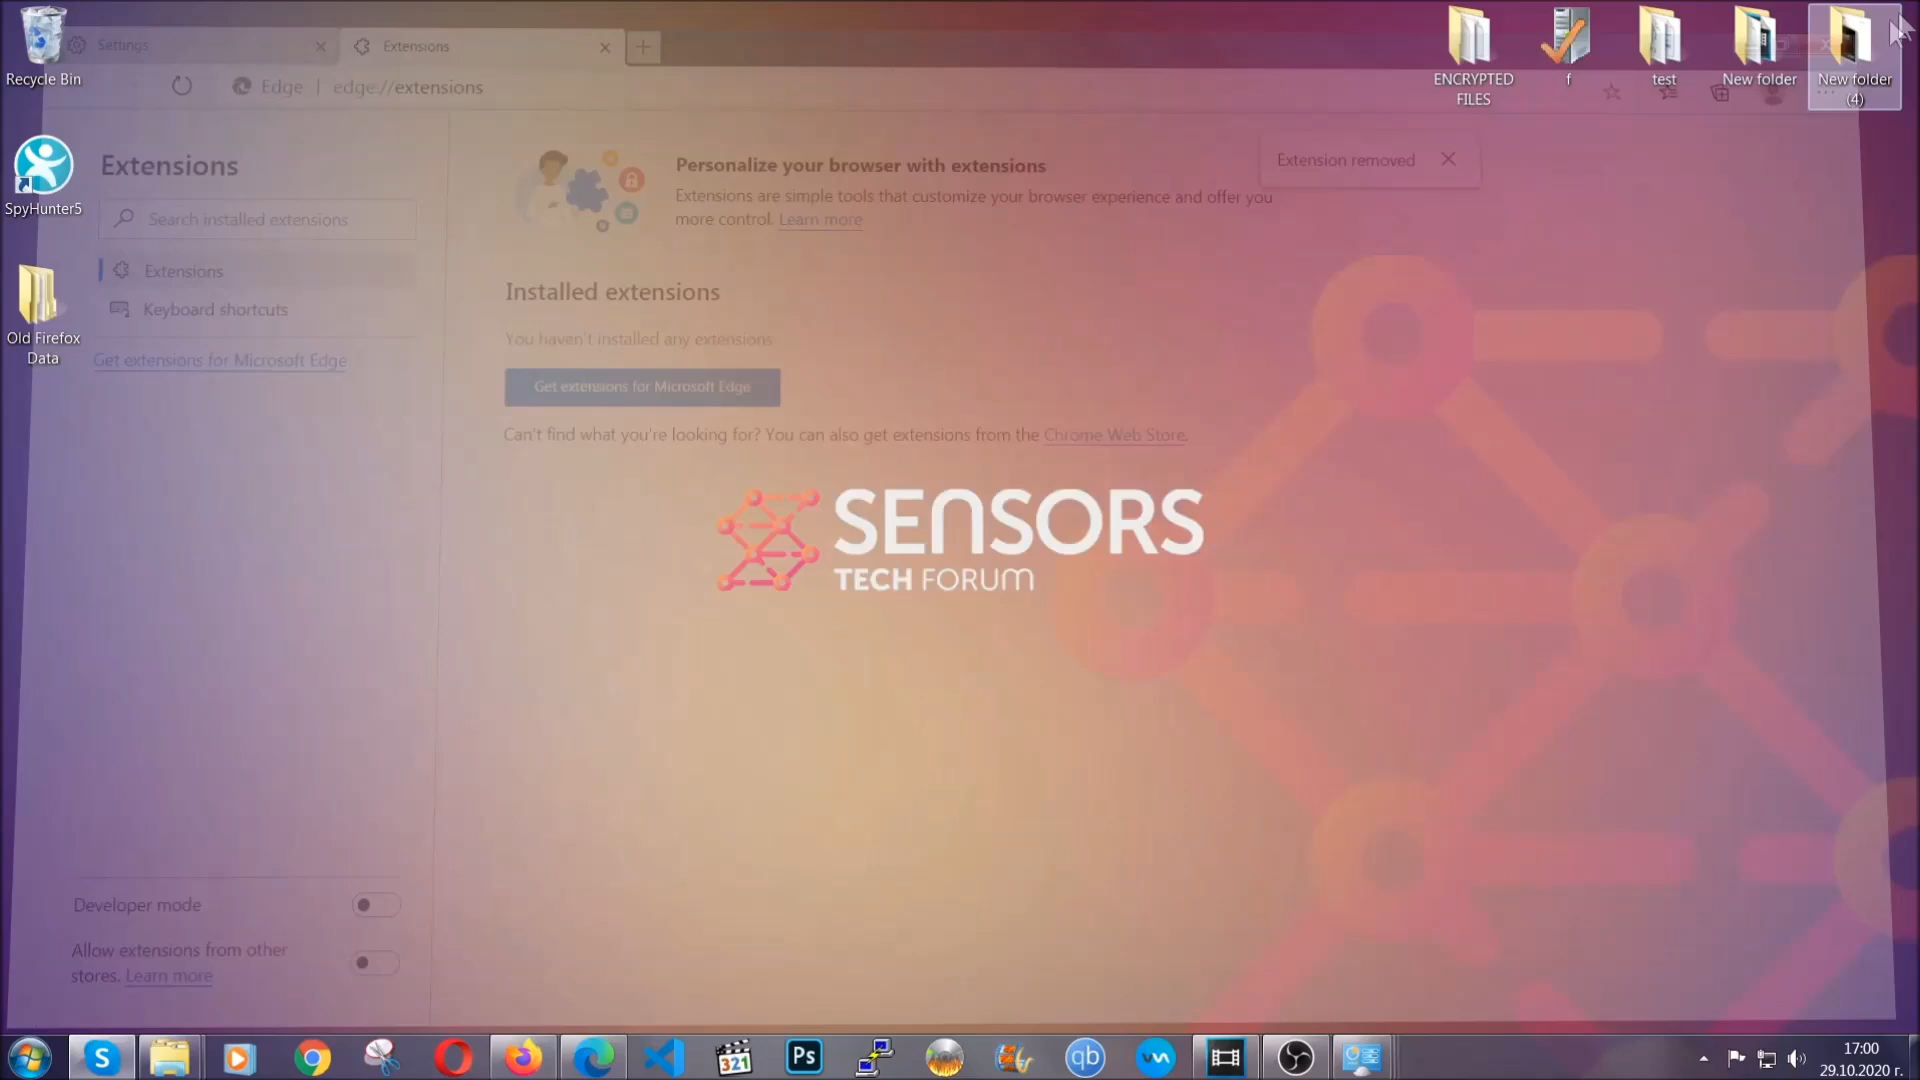 Recycle Bin
Settings
Extensions
ENCRYPTED
FILES
f
test
New folder
New folder
(4)
Edge | edge://extensions
SpyHunter5
Extensions
Search installed extensions
Extensions
Keyboard shortcuts
Get extensions for Microsoft Edge
Old Firefox
Data
Personalize your browser with extensions
Extensions are simple tools that customize your browser experience and offer you
more control. Learn more
Extension removed
Installed extensions
You haven't installed any extensions
Get extensions for Microsoft Edge
Can't find what you're looking for? You can also get extensions from the Chrome Web Store.
SENSORS
TECH FORUM
Developer mode
Allow extensions from other
stores. Learn more
S
321
Ps
qb
17:00
29.10.2020 г.